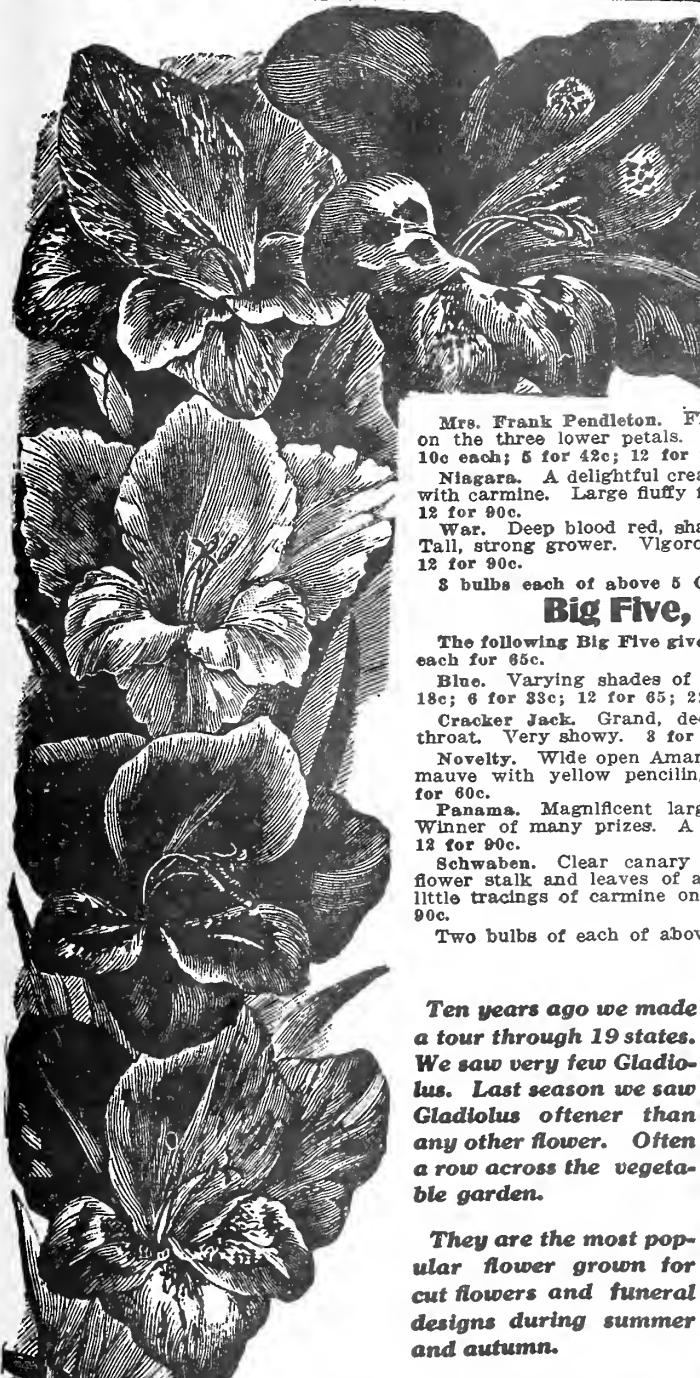 Mrs. Frank Pendleton. Fl
on the three lower petals.
10c each; 5 for 42c; 12 for
Niagara. A delightful crea
with carmine. Large fluffy f
12 for 90c.
War. Deep blood red, sha
Tall, strong grower. Vigoro
12 for 90c.
3 bulbs each of above 5
Big Five,
The following Big Five give
each for 65c.
Blue. Varying shades of
18c; 6 for 33c; 12 for 65; 2
Cracker Jack. Grand, de
throat. Very showy. 3 for
Novelty. Wide open Amar
mauve with yellow pencilin
for 60c.
Panama. Magnificent larg
Winner of many prizes. A
12 for 90c.
Schwaben. Clear canary
flower stalk and leaves of a
little tracings of carmine on
90c.
Two bulbs of each of abov
Ten years ago we made
a tour through 19 states.
We saw very few Gladio-
lus. Last season we saw
Gladiolus oftener than
any other flower. Often
a row across the vegeta-
ble garden.
They are the most pop-
ular flower grown for
cut flowers and funeral
designs during summer
and autumn.